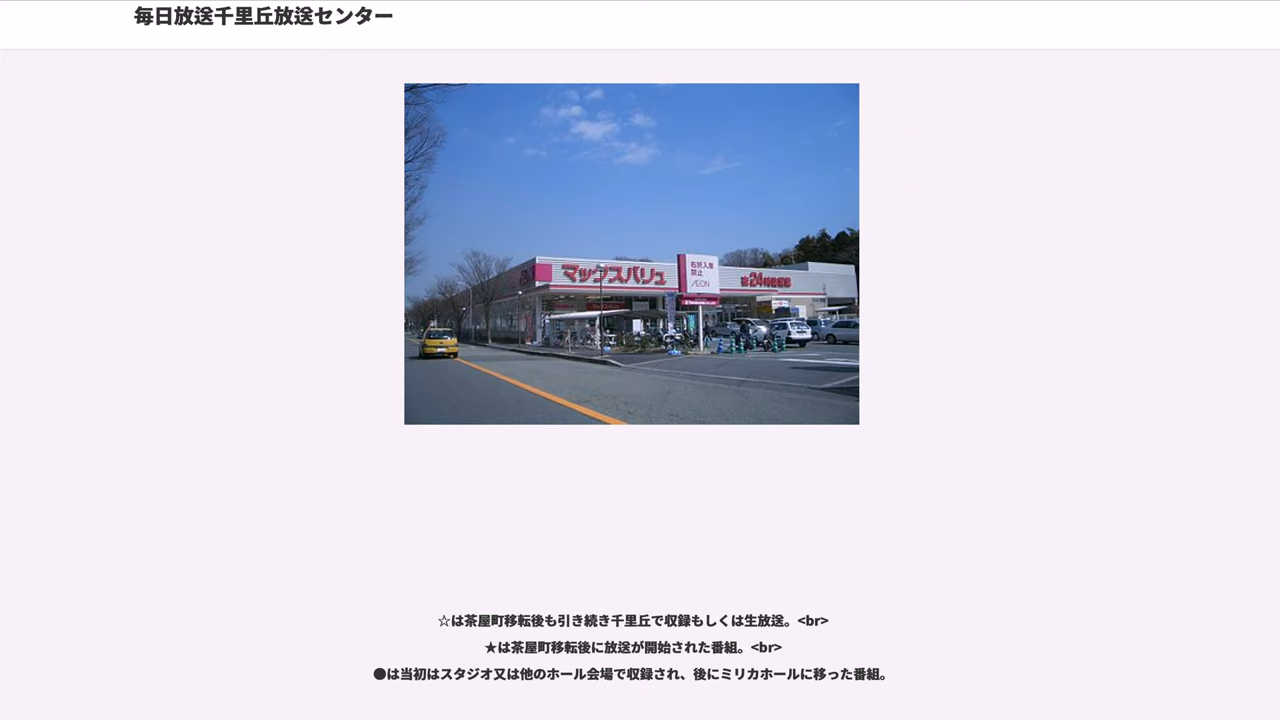 毎日放送千里丘放送センター
マックスバリュ
右折入庫
禁止
ÆON
24時間営業
☆は茶屋町移転後も引き続き千里丘で収録もしくは生放送。<br>
★は茶屋町移転後に放送が開始された番組。<br>
●は当初はスタジオ又は他のホール会場で収録され、後にミリカホールに移った番組。